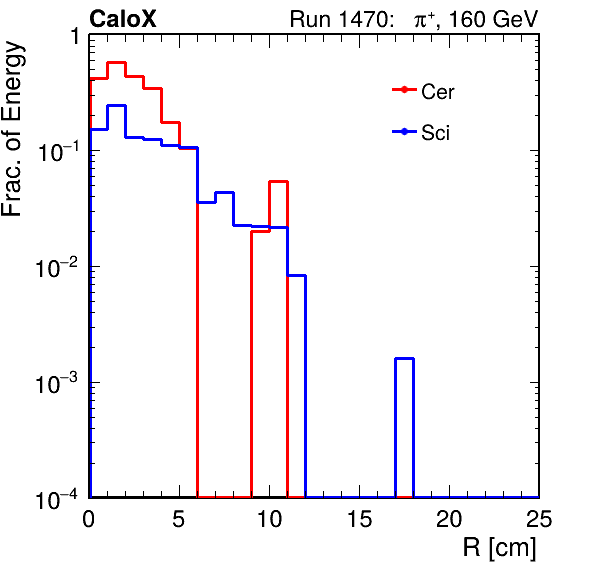 CaloX Run 1470: π⁺, 160 GeV
Frac. of Energy
1
10⁻¹
10⁻²
10⁻³
10⁻⁴
Cer
Sci
0 5 10 15 20 25
R [cm]